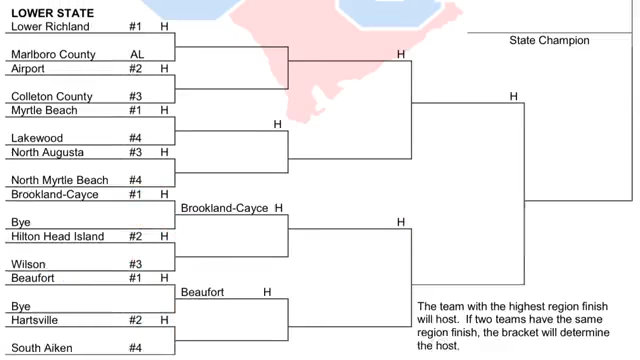 LOWER STATE
Lower Richland #1 H
Marlboro County AL
Airport #2 H
Colleton County #3
Myrtle Beach #1 H
Lakewood #4
North Augusta #3 H
North Myrtle Beach #4
Brookland-Cayce #1 H
Bye
Hilton Head Island #2 H
Wilson #3
Beaufort #1 H
Bye
Hartsville #2 H
South Aiken #4
H
Brookland-Cayce H
Beaufort H
H
H
H
State Champion
The team with the highest region finish
will host. If two teams have the same
region finish, the bracket will determine
the host.